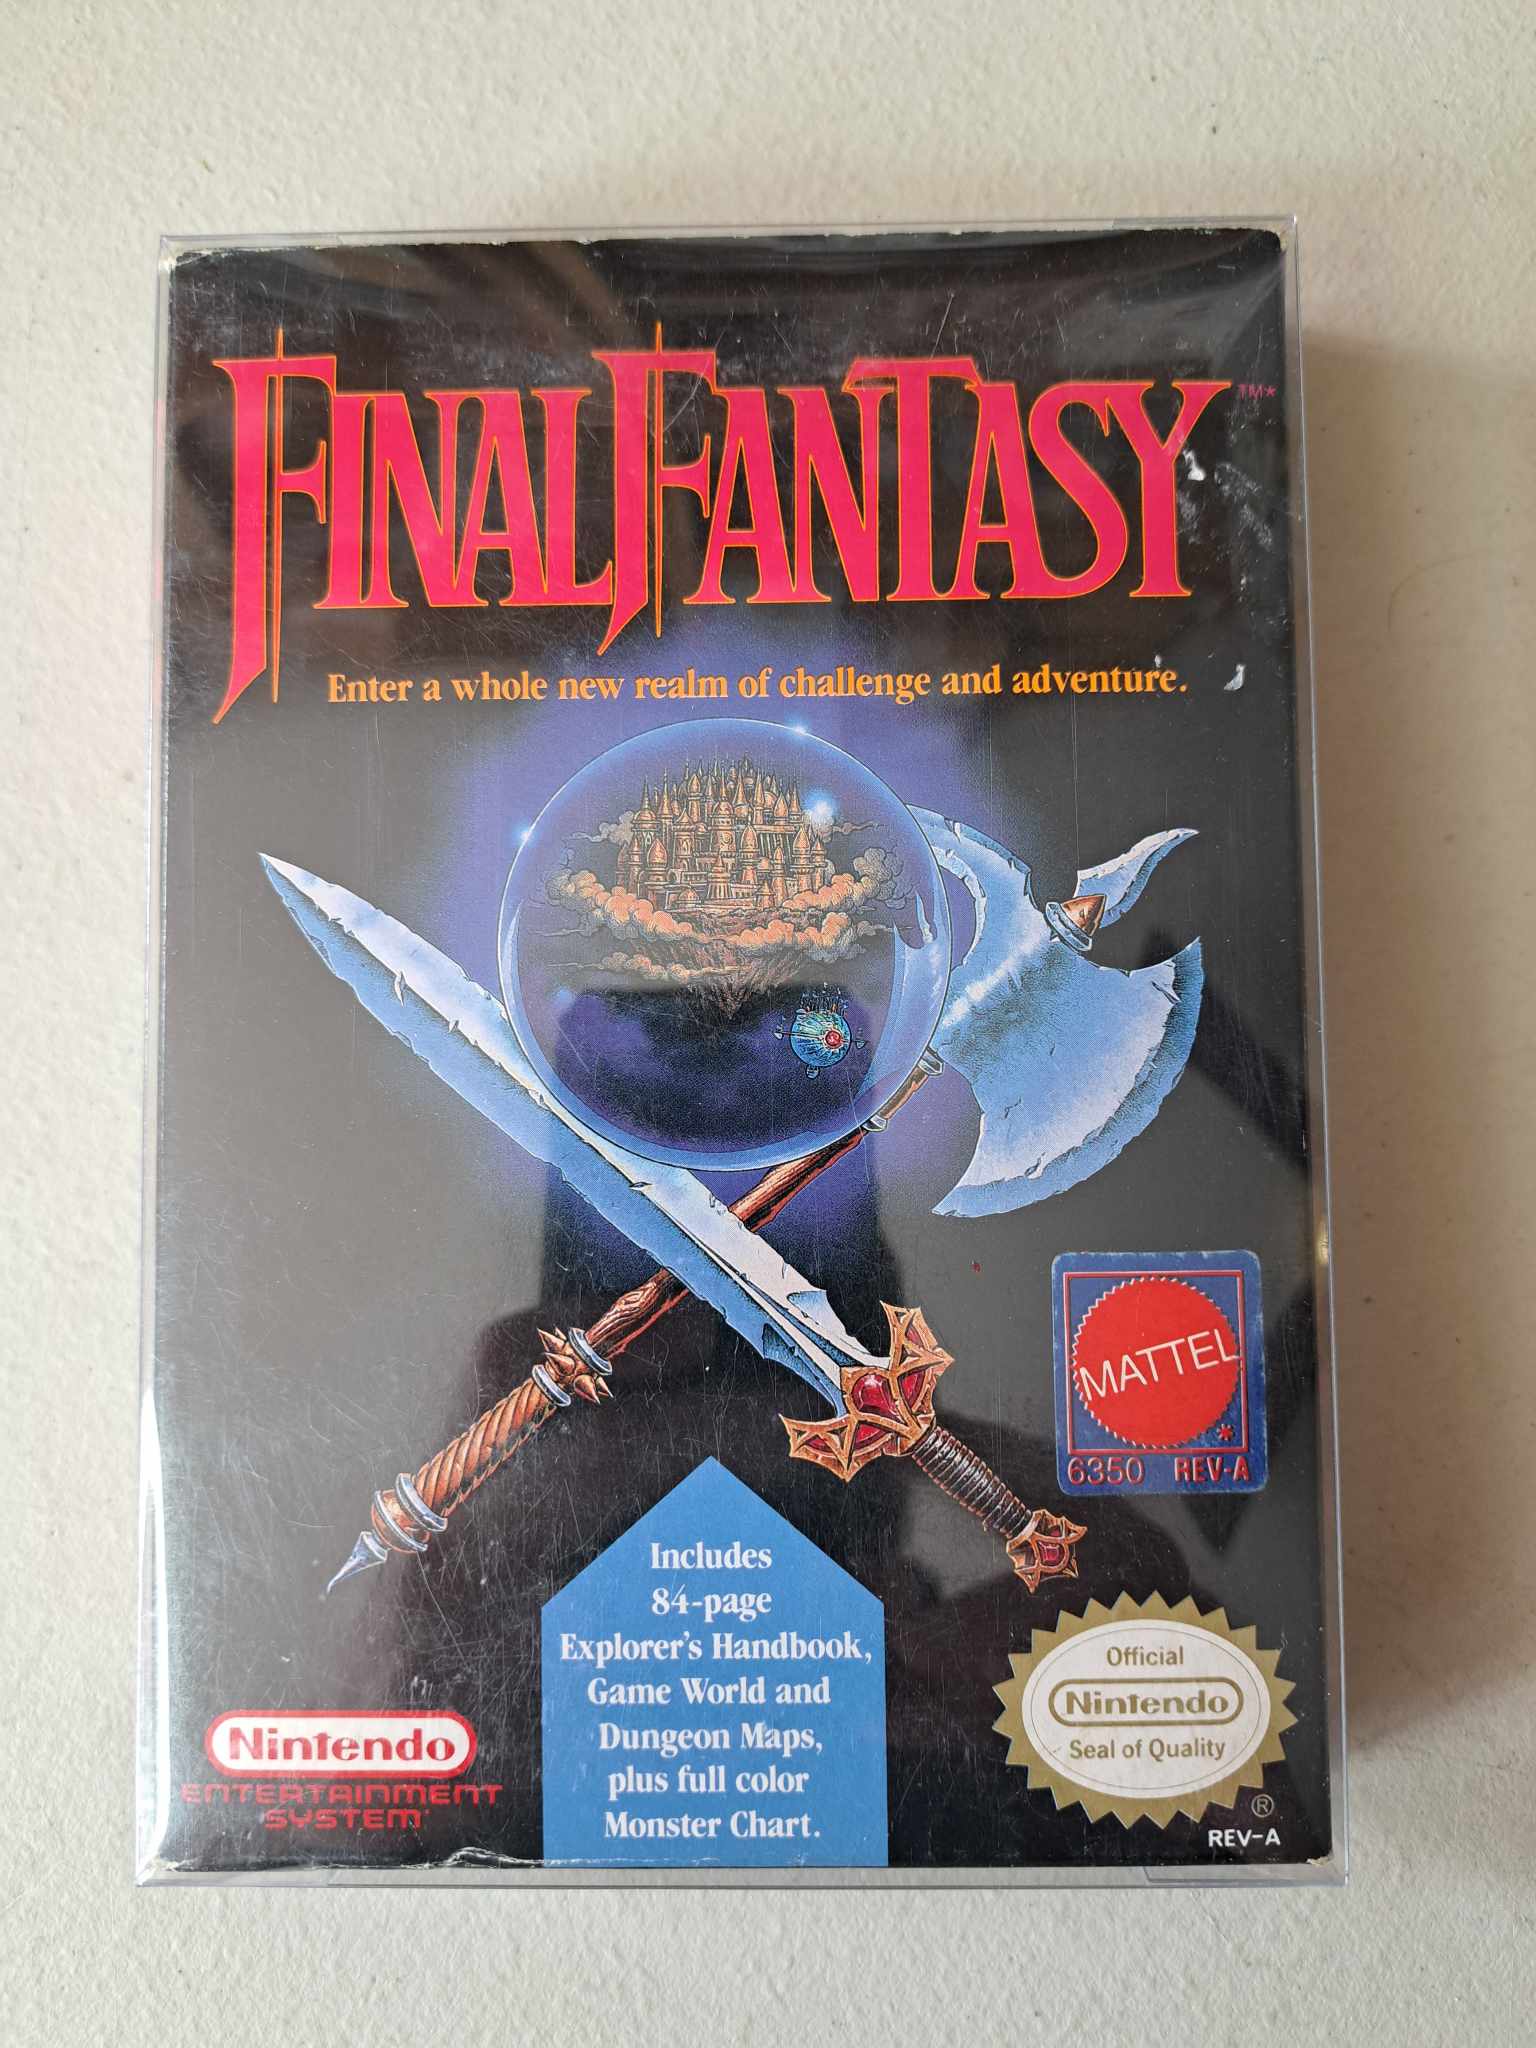 FINAL FANTASY ™*
Enter a whole new realm of challenge and adventure.
MATTEL
*
6350 REV-A
Includes
84-page
Explorer's Handbook,
Game World and
Dungeon Maps,
plus full color
Monster Chart.
Nintendo
ENTERTAINMENT
SYSTEM
Official
Nintendo
Seal of Quality
®
REV-A